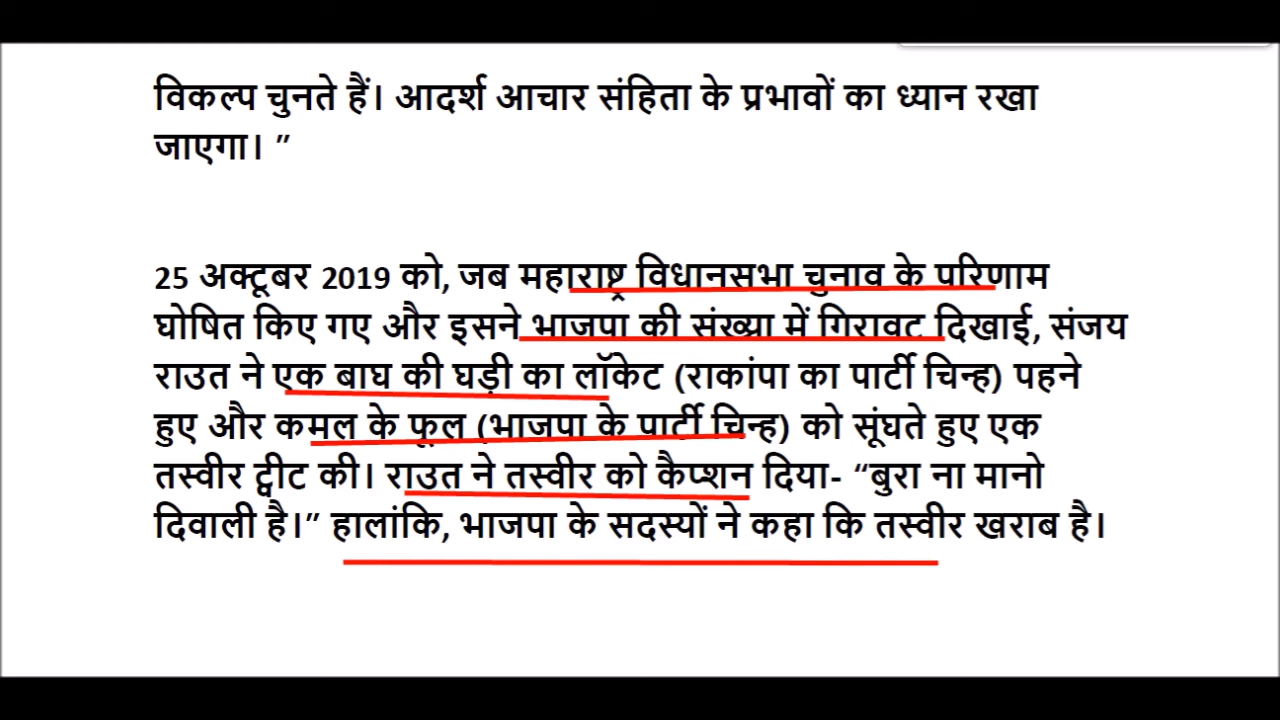 विकल्प चुनते हैं। आदर्श आचार संहिता के प्रभावों का ध्यान रखा
जाएगा। ”
25 अक्टूबर 2019 को, जब महाराष्ट्र विधानसभा चुनाव के परिणाम
घोषित किए गए और इसने भाजपा की संख्या में गिरावट दिखाई, संजय
राउत ने एक बाघ की घड़ी का लॉकेट (राकांपा का पार्टी चिन्ह) पहने
हुए और कमल के फूल (भाजपा के पार्टी चिन्ह) को सूंघते हुए एक
तस्वीर ट्वीट की। राउत ने तस्वीर को कैप्शन दिया- “बुरा ना मानो
दिवाली है।” हालांकि, भाजपा के सदस्यों ने कहा कि तस्वीर खराब है।